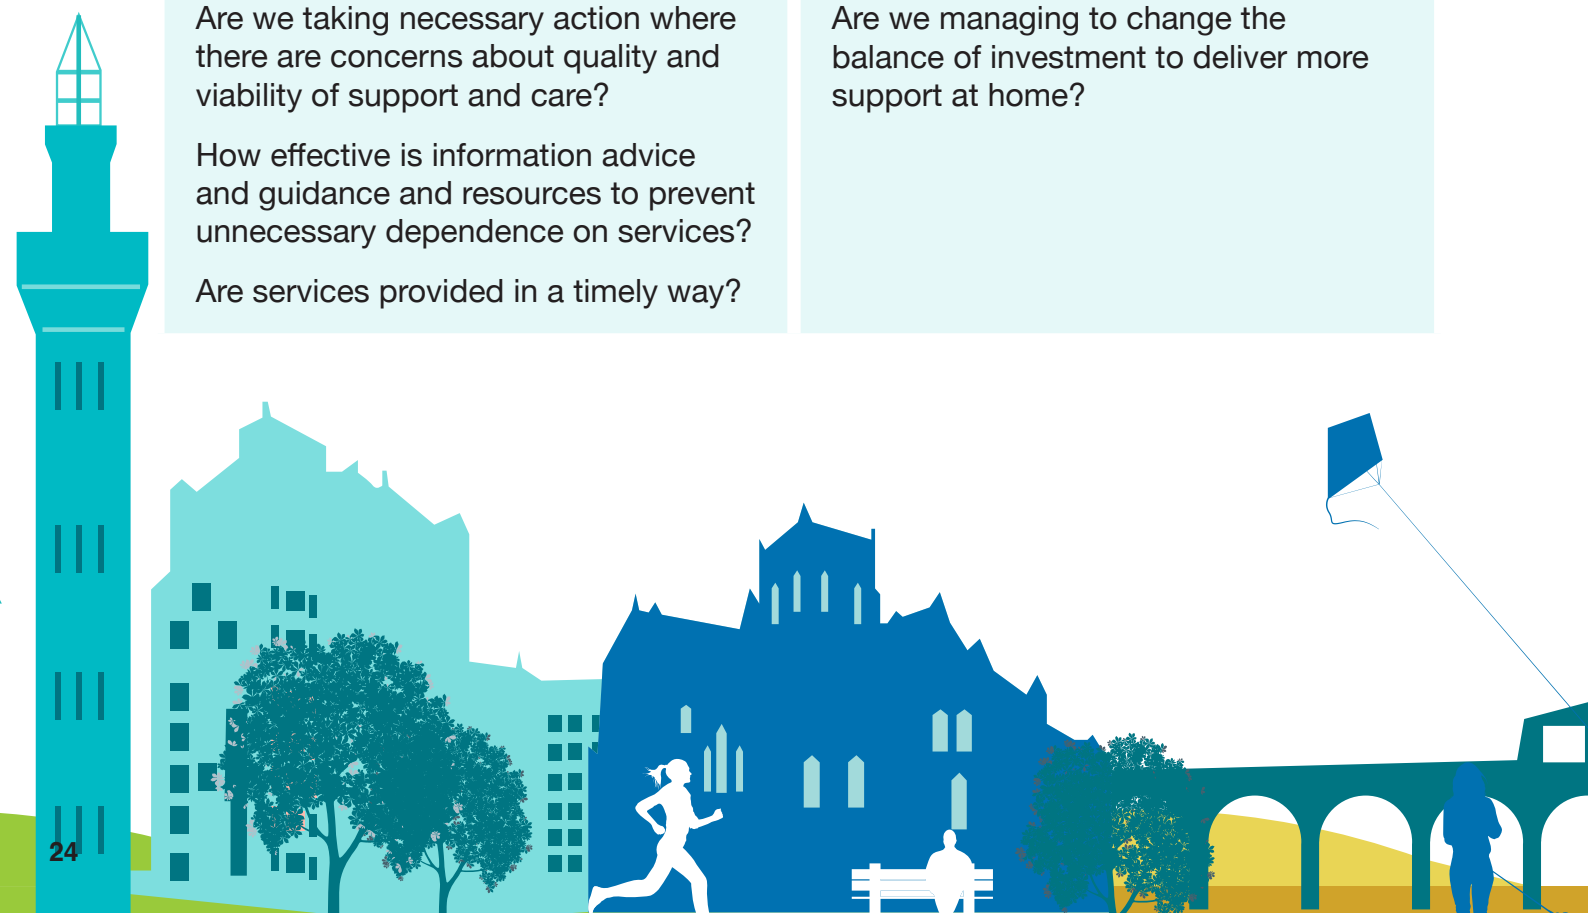 Are we taking necessary action where
there are concerns about quality and
viability of support and care?
How effective is information advice
and guidance and resources to prevent
unnecessary dependence on services?
Are services provided in a timely way?
Are we managing to change the
balance of investment to deliver more
support at home?
24